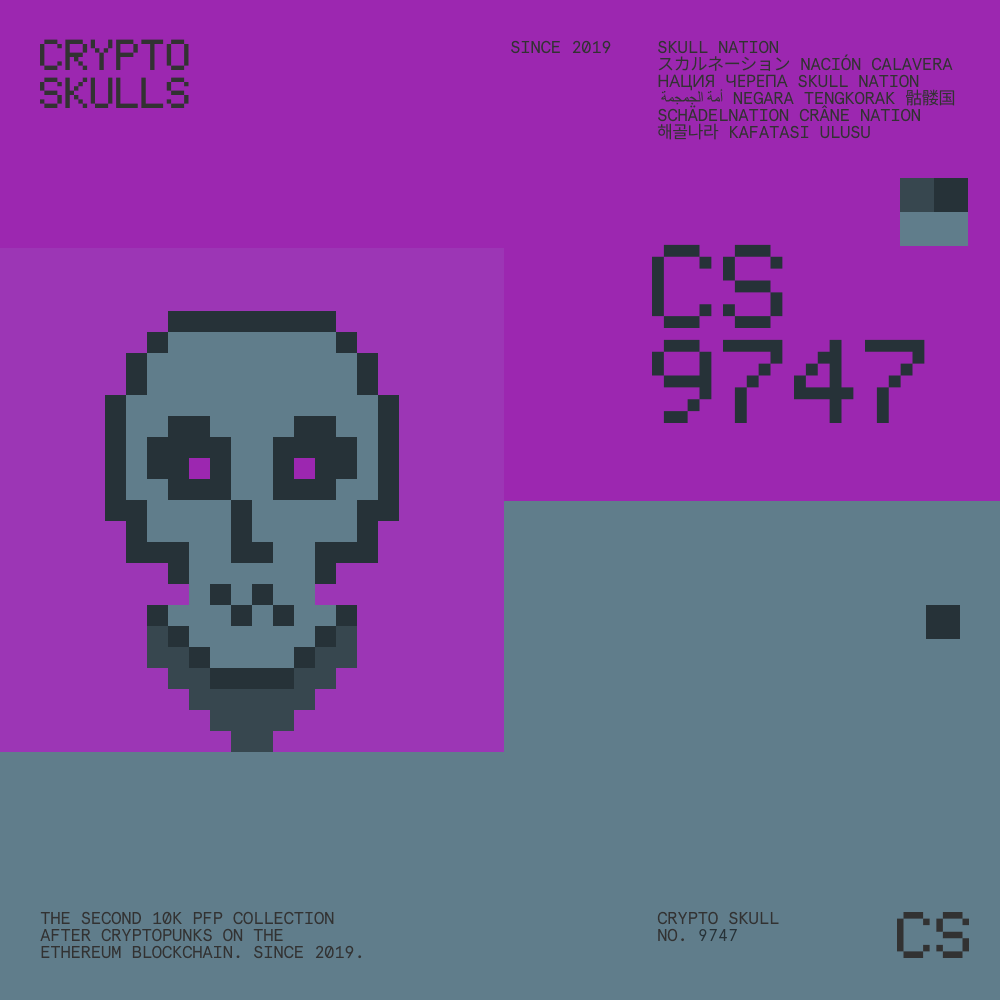 CRYPTO
SKULLS
SINCE 2019
SKULL NATION
スカルネーション NACIÓN CALAVERA
НАЦИЯ ЧЕРЕПА SKULL NATION
أمة الجمجمة NEGARA TENGKORAK 骷髅国
SCHÄDELNATION CRÂNE NATION
해골나라 KAFATASI ULUSU
CS
9747
THE SECOND 10K PFP COLLECTION
AFTER CRYPTOPUNKS ON THE
ETHEREUM BLOCKCHAIN. SINCE 2019.
CRYPTO SKULL
NO. 9747
CS